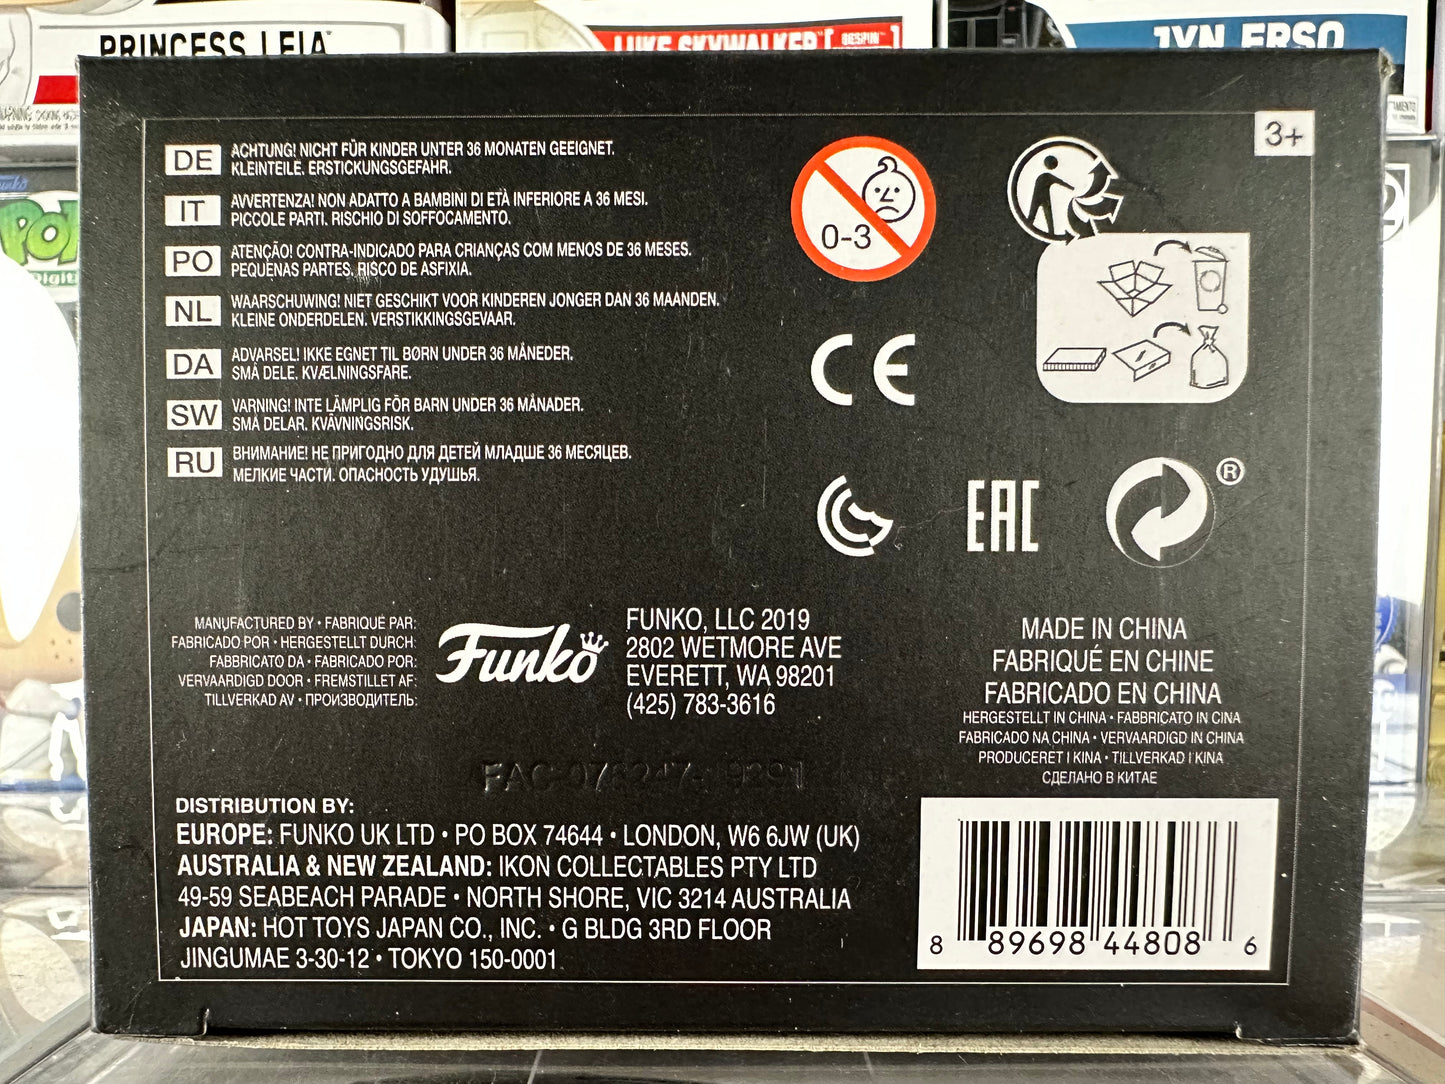 PRINCESS LEIA™
LUKE SKYWALKER™ [BESPIN™]
JYN ERSO
3+
DE
ACHTUNG! NICHT FÜR KINDER UNTER 36 MONATEN GEEIGNET.
KLEINTEILE. ERSTICKUNGSGEFAHR.
IT
AVVERTENZA! NON ADATTO A BAMBINI DI ETÀ INFERIORE A 36 MESI.
PICCOLE PARTI. RISCHIO DI SOFFOCAMENTO.
PO
ATENÇÃO! CONTRA-INDICADO PARA CRIANÇAS COM MENOS DE 36 MESES.
PEQUENAS PARTES. RISCO DE ASFIXIA.
NL
WAARSCHUWING! NIET GESCHIKT VOOR KINDEREN JONGER DAN 36 MAANDEN.
KLEINE ONDERDELEN. VERSTIKKINGSGEVAAR.
DA
ADVARSEL! IKKE EGNET TIL BØRN UNDER 36 MÅNEDER.
SMÅ DELE. KVÆLNINGSFARE.
SW
VARNING! INTE LÄMPLIG FÖR BARN UNDER 36 MÅNADER.
SMÅ DELAR. KVÄVNINGSRISK.
RU
ВНИМАНИЕ! НЕ ПРИГОДНО ДЛЯ ДЕТЕЙ МЛАДШЕ 36 МЕСЯЦЕВ.
МЕЛКИЕ ЧАСТИ. ОПАСНОСТЬ УДУШЬЯ.
0-3
CE
EAC
®
MANUFACTURED BY • FABRIQUÉ PAR:
FABRICADO POR • HERGESTELLT DURCH:
FABBRICATO DA • FABRICADO POR:
VERVAARDIGD DOOR • FREMSTILLET AF:
TILLVERKAD AV • ПРОИЗВОДИТЕЛЬ:
Funko
FUNKO, LLC 2019
2802 WETMORE AVE
EVERETT, WA 98201
(425) 783-3616
MADE IN CHINA
FABRIQUÉ EN CHINE
FABRICADO EN CHINA
HERGESTELLT IN CHINA • FABBRICATO IN CINA
FABRICADO NA CHINA • VERVAARDIGD IN CHINA
PRODUCERET I KINA • TILLVERKAD I KINA
СДЕЛАНО В КИТАЕ
DISTRIBUTION BY:
EUROPE: FUNKO UK LTD • PO BOX 74644 • LONDON, W6 6JW (UK)
AUSTRALIA & NEW ZEALAND: IKON COLLECTABLES PTY LTD
49-59 SEABEACH PARADE • NORTH SHORE, VIC 3214 AUSTRALIA
JAPAN: HOT TOYS JAPAN CO., INC. • G BLDG 3RD FLOOR
JINGUMAE 3-30-12 • TOKYO 150-0001
8 89698 44808 6